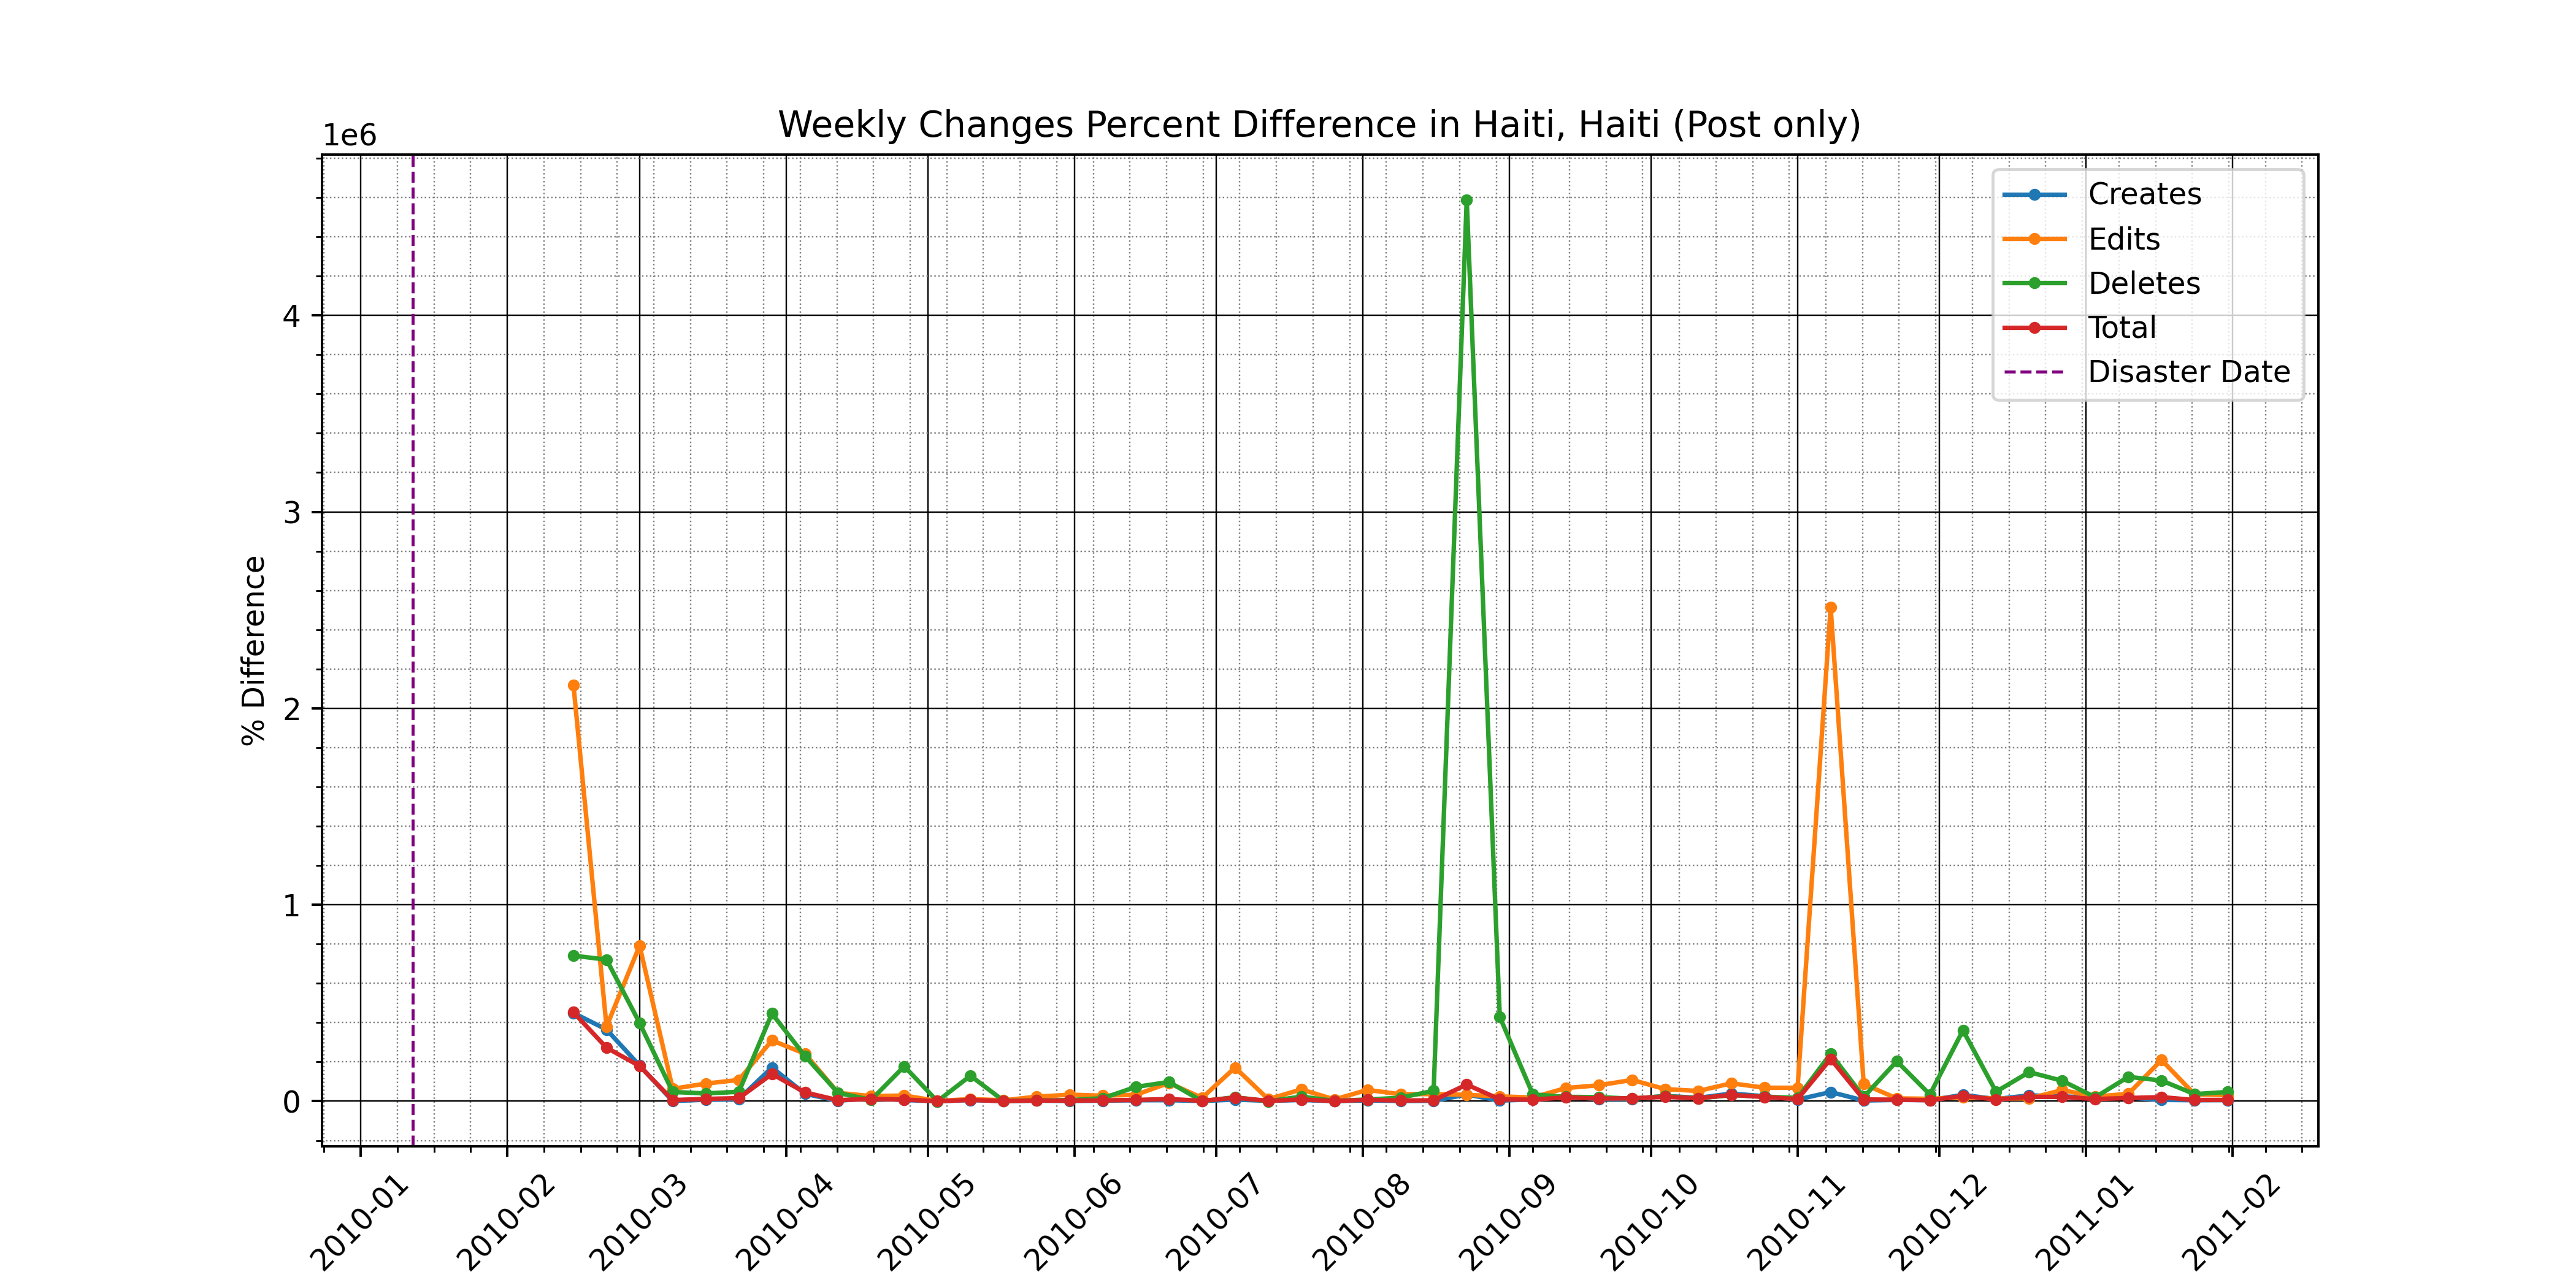 Weekly Changes Percent Difference in Haiti, Haiti (Post only)
1e6
Creates
Edits
Deletes
Total
Disaster Date
4
3
2
1
0
% Difference
2010-01
2010-02
2010-03
2010-04
2010-05
2010-06
2010-07
2010-08
2010-09
2010-10
2010-11
2010-12
2011-01
2011-02